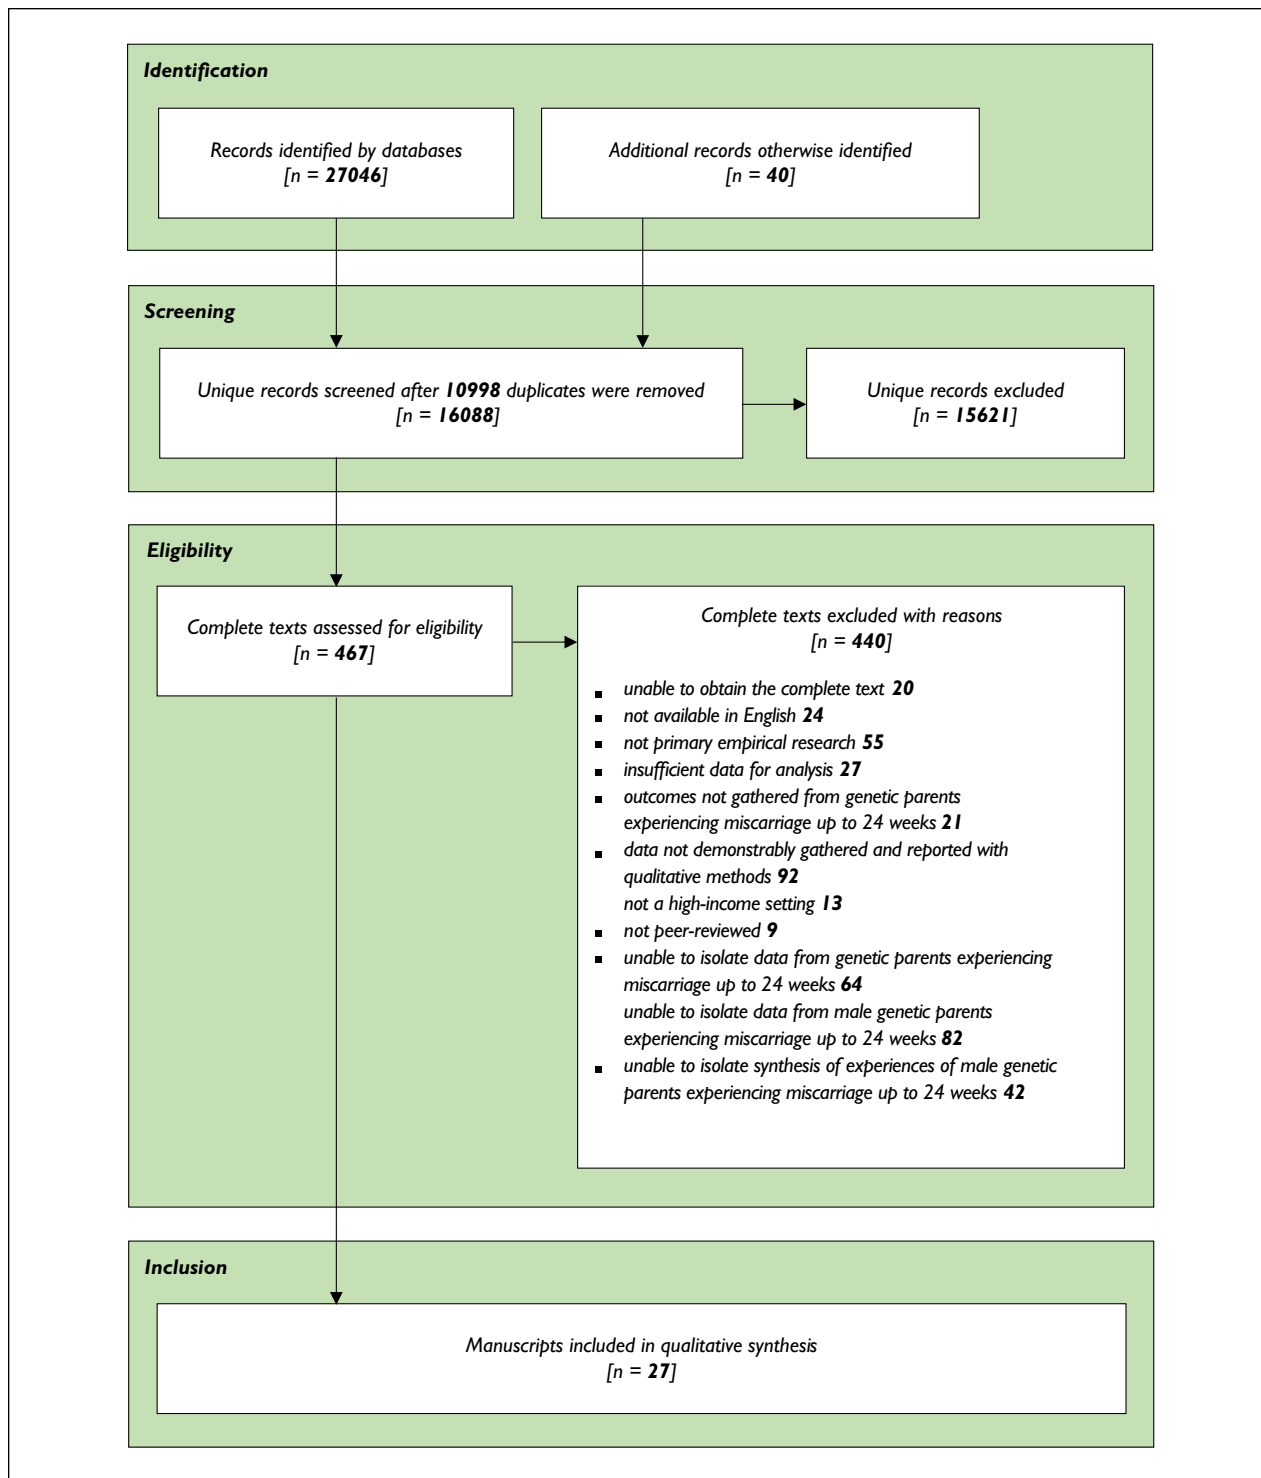 Identification
Records identified by databases
[n = 27046]
Additional records otherwise identified
[n = 40]
Screening
Unique records screened after 10998 duplicates were removed
[n = 16088]
Unique records excluded
[n = 15621]
Eligibility
Complete texts assessed for eligibility
[n = 467]
Complete texts excluded with reasons
[n = 440]
▪ unable to obtain the complete text 20
▪ not available in English 24
▪ not primary empirical research 55
▪ insufficient data for analysis 27
▪ outcomes not gathered from genetic parents
experiencing miscarriage up to 24 weeks 21
▪ data not demonstrably gathered and reported with
qualitative methods 92
not a high-income setting 13
▪ not peer-reviewed 9
▪ unable to isolate data from genetic parents experiencing
miscarriage up to 24 weeks 64
unable to isolate data from male genetic parents
experiencing miscarriage up to 24 weeks 82
▪ unable to isolate synthesis of experiences of male genetic
parents experiencing miscarriage up to 24 weeks 42
Inclusion
Manuscripts included in qualitative synthesis
[n = 27]